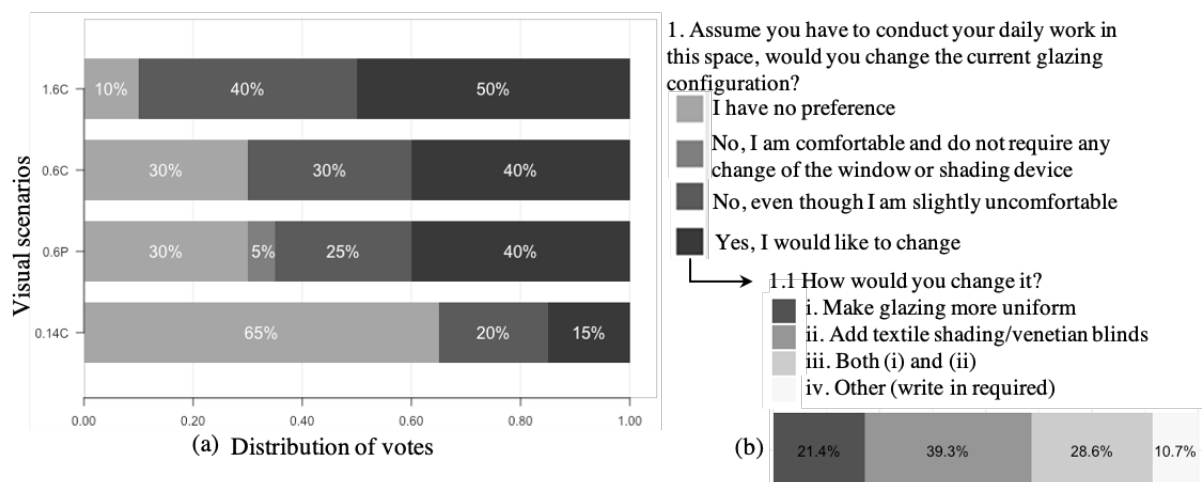 Visual scenarios
1.6C
10% 40% 50%
0.6C
30% 30% 40%
0.6P
30% 5% 25% 40%
0.14C
65% 20% 15%
0.00 0.20 0.40 0.60 0.80 1.00
(a) Distribution of votes
1. Assume you have to conduct your daily work in
this space, would you change the current glazing
configuration?
I have no preference
No, I am comfortable and do not require any
change of the window or shading device
No, even though I am slightly uncomfortable
Yes, I would like to change
1.1 How would you change it?
i. Make glazing more uniform
ii. Add textile shading/venetian blinds
iii. Both (i) and (ii)
iv. Other (write in required)
(b) 21.4% 39.3% 28.6% 10.7%